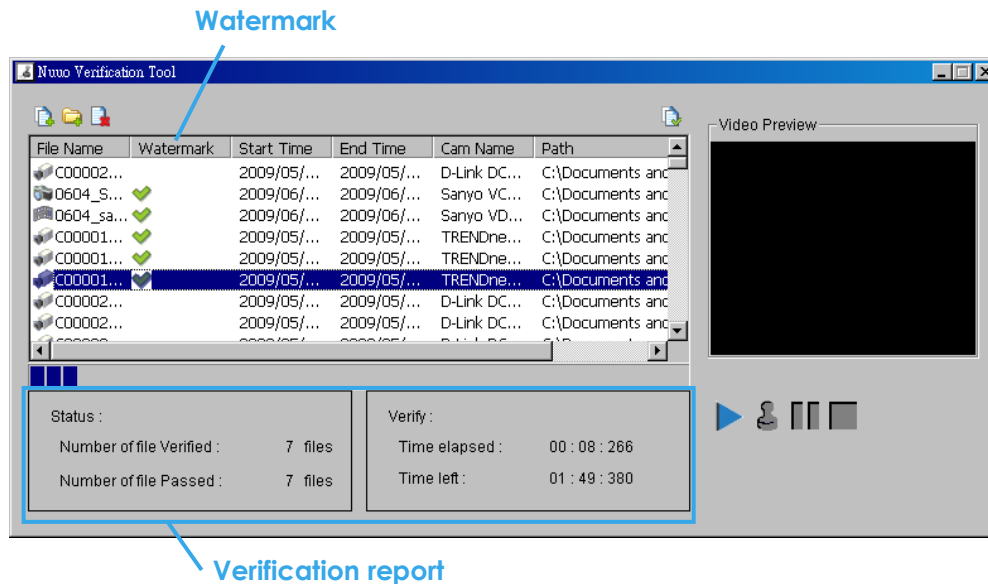 Watermark
Nuuo Verification Tool
Video Preview
File Name Watermark Start Time End Time Cam Name Path
C00002... 2009/05/... 2009/05/... D-Link DC... C:\Documents and
0604_S... 2009/06/... 2009/06/... Sanyo VC... C:\Documents and
0604_sa... 2009/06/... 2009/06/... Sanyo VD... C:\Documents and
C00001... 2009/05/... 2009/05/... TRENDne... C:\Documents and
C00001... 2009/05/... 2009/05/... TRENDne... C:\Documents and
C00001... 2009/05/... 2009/05/... TRENDne... C:\Documents and
C00002... 2009/05/... 2009/05/... D-Link DC... C:\Documents and
C00002... 2009/05/... 2009/05/... D-Link DC... C:\Documents and
Status :
Number of file Verified : 7 files
Number of file Passed : 7 files
Verify :
Time elapsed : 00 : 08 : 266
Time left : 01 : 49 : 380
Verification report